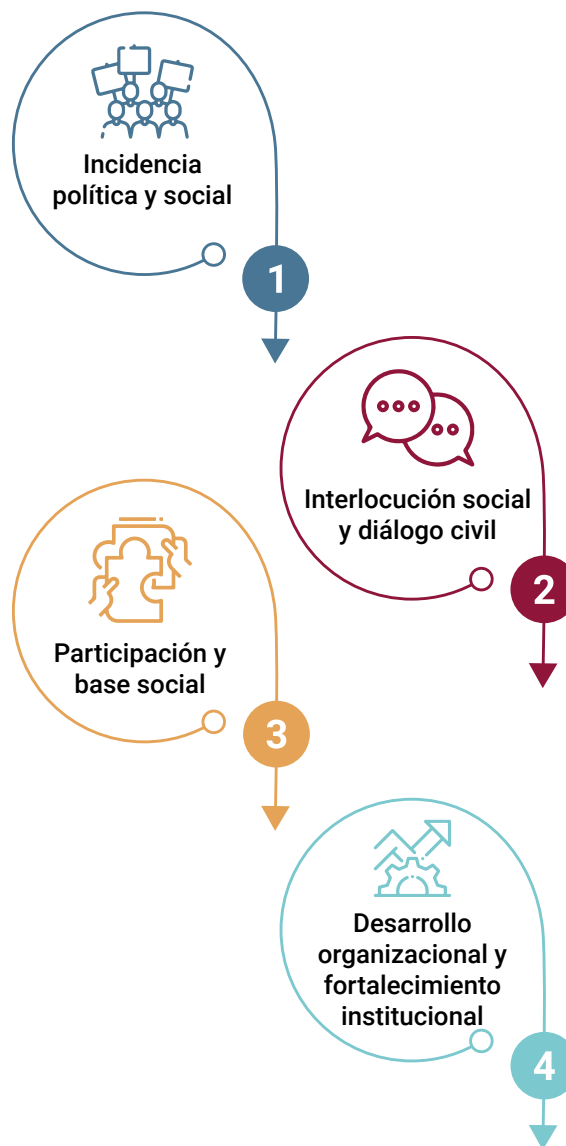 Incidencia
política y social
1
Interlocución social
y diálogo civil
2
Participación y
base social
3
Desarrollo
organizacional y
fortalecimiento
institucional
4